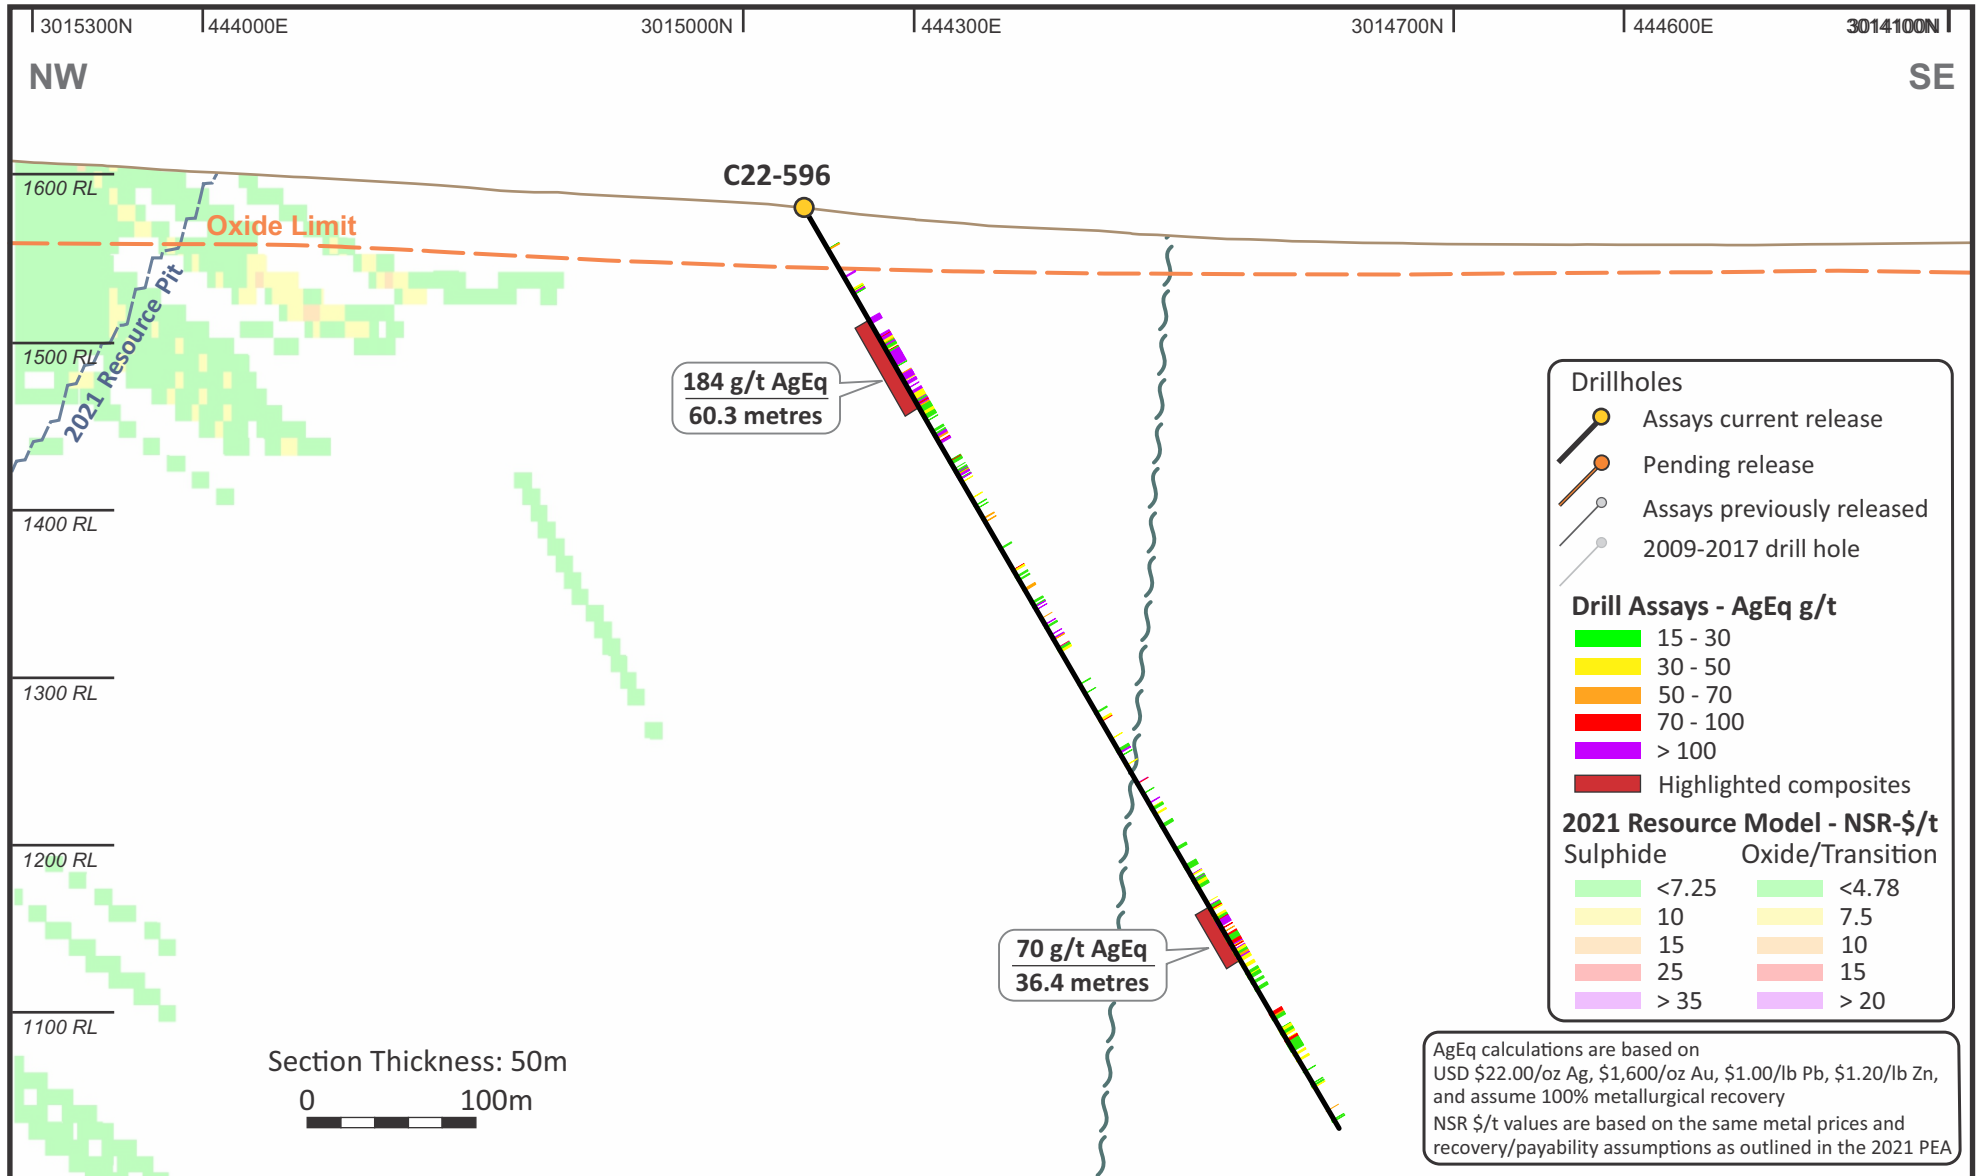 3015300N
444000E
3015000N
444300E
3014700N
444600E
3014100N
NW
SE
C22-596
1600 RL
Oxide Limit
2021 Resource Pit
1500 RL
184 g/t AgEq
60.3 metres
1400 RL
1300 RL
1200 RL
70 g/t AgEq
36.4 metres
1100 RL
Section Thickness: 50m
0
100m
Drillholes
Assays current release
Pending release
Assays previously released
2009-2017 drill hole
Drill Assays - AgEq g/t
15 - 30
30 - 50
50 - 70
70 - 100
> 100
Highlighted composites
2021 Resource Model - NSR-$/t
Sulphide Oxide/Transition
<7.25 <4.78
10 7.5
15 10
25 15
> 35 > 20
AgEq calculations are based on
USD $22.00/oz Ag, $1,600/oz Au, $1.00/lb Pb, $1.20/lb Zn,
and assume 100% metallurgical recovery
NSR $/t values are based on the same metal prices and
recovery/payability assumptions as outlined in the 2021 PEA